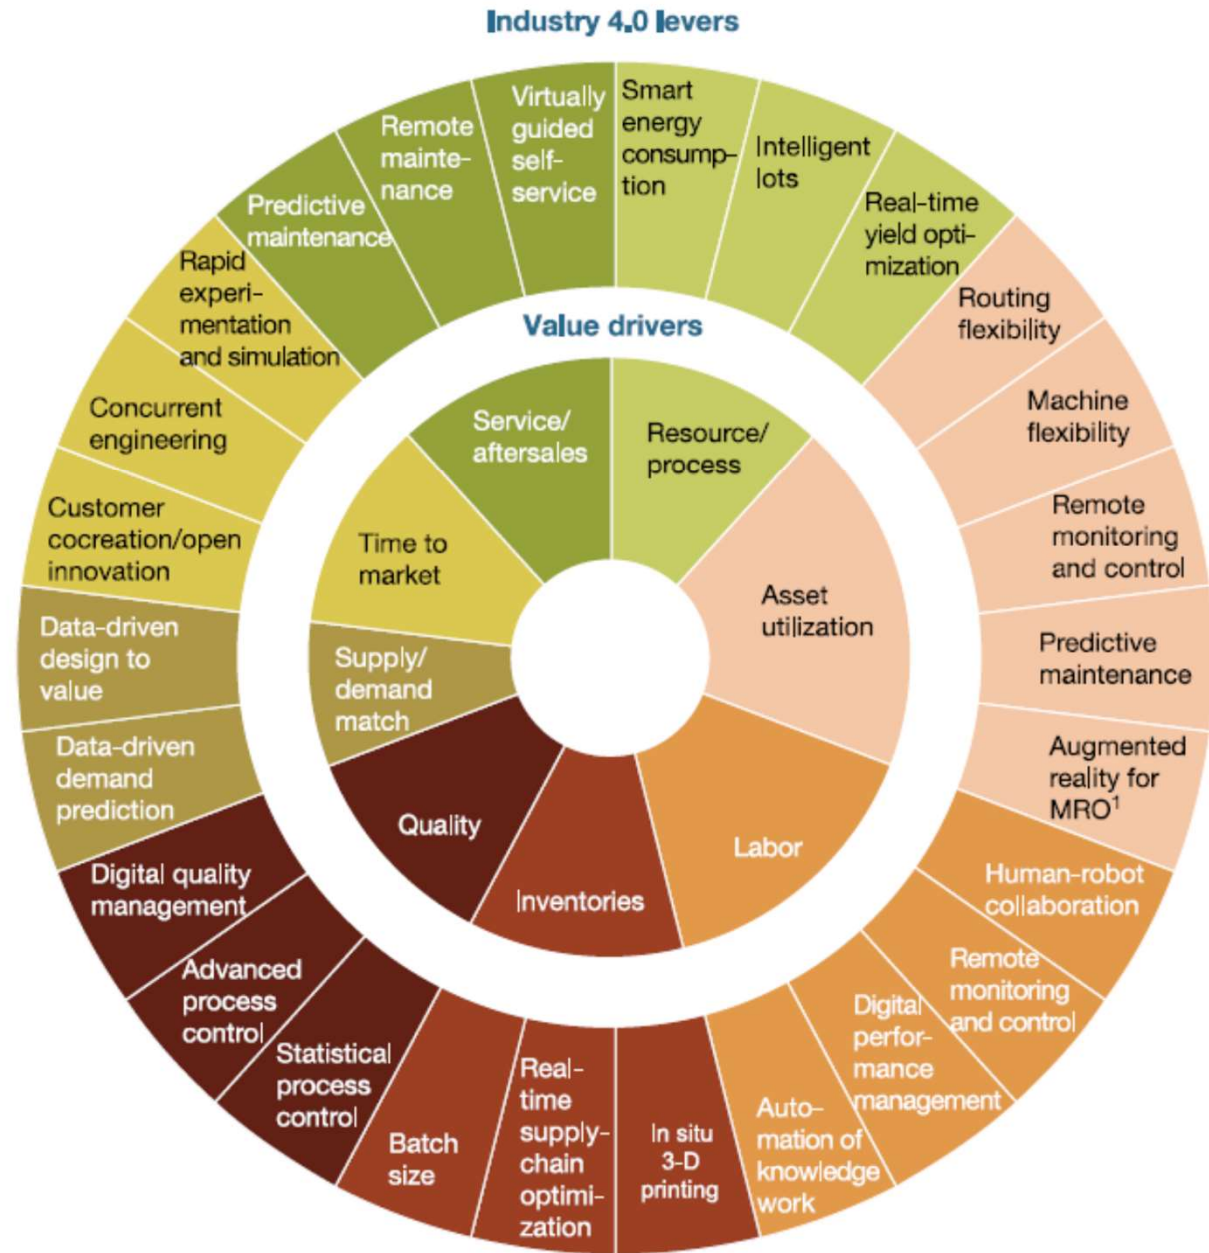 Industry 4.0 levers
Smart
energy
consump-
tion
Intelligent
lots
Real-time
yield opti-
mization
Routing
flexibility
Machine
flexibility
Remote
monitoring
and control
Predictive
maintenance
Augmented
reality for
MRO¹
Human-robot
collaboration
Remote
monitoring
and control
Digital
perfor-
mance
management
Auto-
mation of
knowledge
work
In situ
3-D
printing
Real-
time
supply-
chain
optimi-
zation
Batch
size
Statistical
process
control
Advanced
process
control
Digital quality
management
Data-driven
demand
prediction
Data-driven
design to
value
Customer
cocreation/open
innovation
Concurrent
engineering
Rapid
experi-
mentation
and simulation
Predictive
maintenance
Remote
mainte-
nance
Virtually
guided
self-
service
Value drivers
Resource/
process
Asset
utilization
Labor
Inventories
Quality
Supply/
demand
match
Time to
market
Service/
aftersales